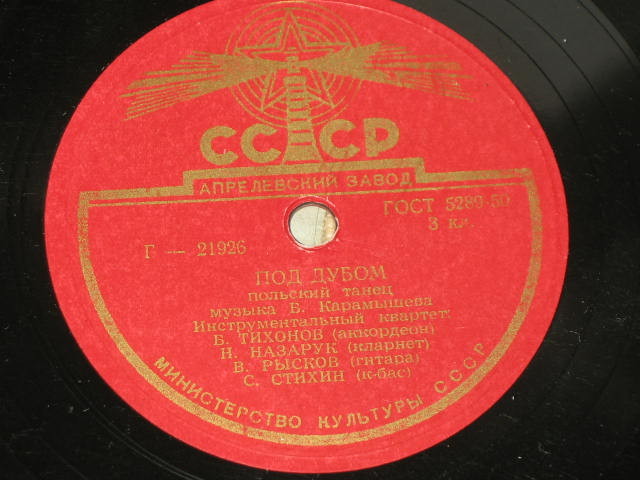 СССР
АПРЕЛЕВСКИЙ ЗАВОД
ГОСТ 5289-50
3 кл.
Г — 21926
ПОД ДУБОМ
польский танец
музыка Б. Карамышева
Инструментальный квартет:
Б. ТИХОНОВ (аккордеон)
Н. НАЗАРУК (кларнет)
В. РЫСКОВ (гитара)
С. СТИХИН (к-бас)
МИНИСТЕРСТВО КУЛЬТУРЫ СССР